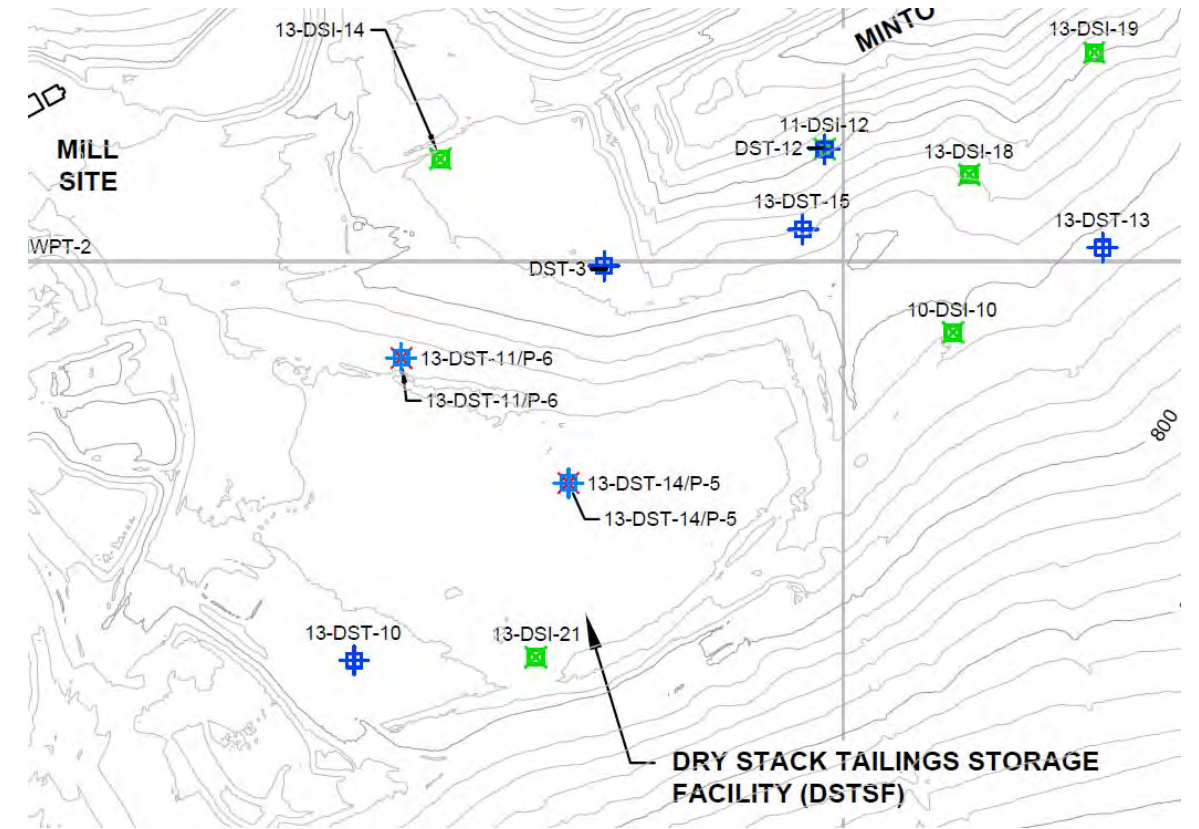 MINTO
13-DSI-14
13-DSI-19
MILL
SITE
11-DSI-12
DST-12
13-DSI-18
13-DST-15
13-DST-13
WPT-2
DST-3
10-DSI-10
13-DST-11/P-6
13-DST-11/P-6
800
13-DST-14/P-5
13-DST-14/P-5
13-DST-10
13-DSI-21
DRY STACK TAILINGS STORAGE
FACILITY (DSTSF)